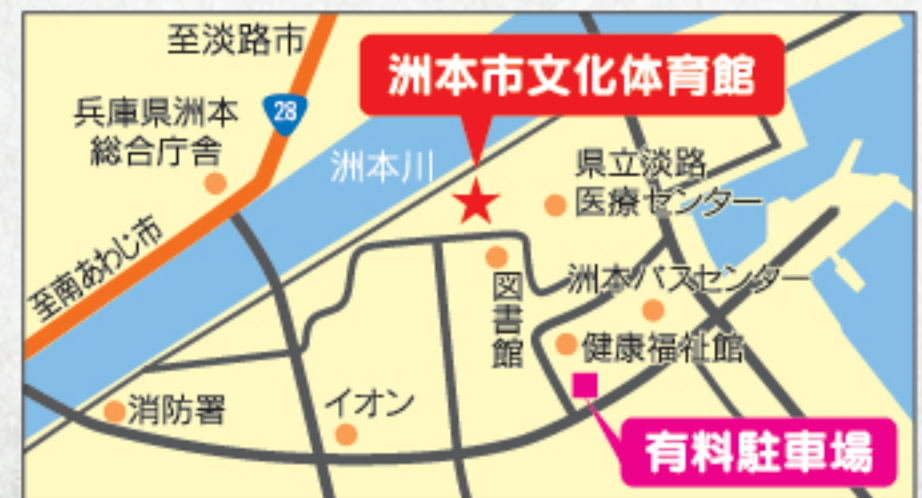 至淡路市
洲本市文化体育館
兵庫県洲本
総合庁舎
28
洲本川
県立淡路
医療センター
至南あわじ市
図書館
洲本バスセンター
健康福祉館
消防署
イオン
有料駐車場